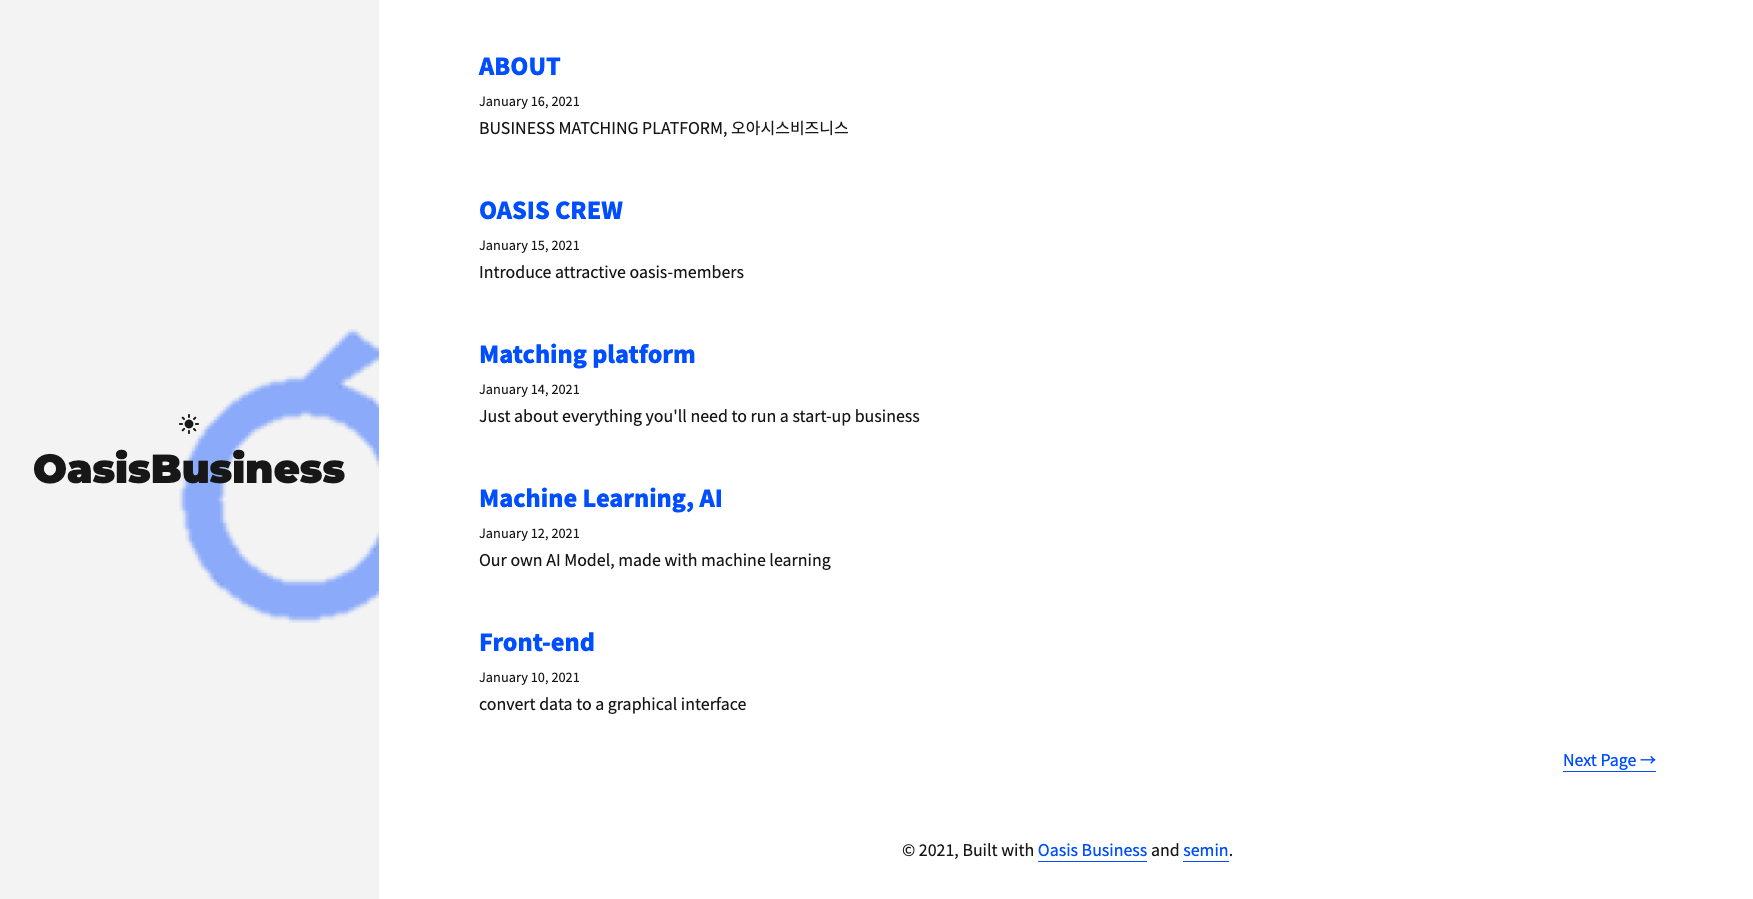 OasisBusiness
ABOUT
January 16, 2021
BUSINESS MATCHING PLATFORM, 오아시스비즈니스
OASIS CREW
January 15, 2021
Introduce attractive oasis-members
Matching platform
January 14, 2021
Just about everything you'll need to run a start-up business
Machine Learning, AI
January 12, 2021
Our own AI Model, made with machine learning
Front-end
January 10, 2021
convert data to a graphical interface
Next Page →
© 2021, Built with Oasis Business and semin.